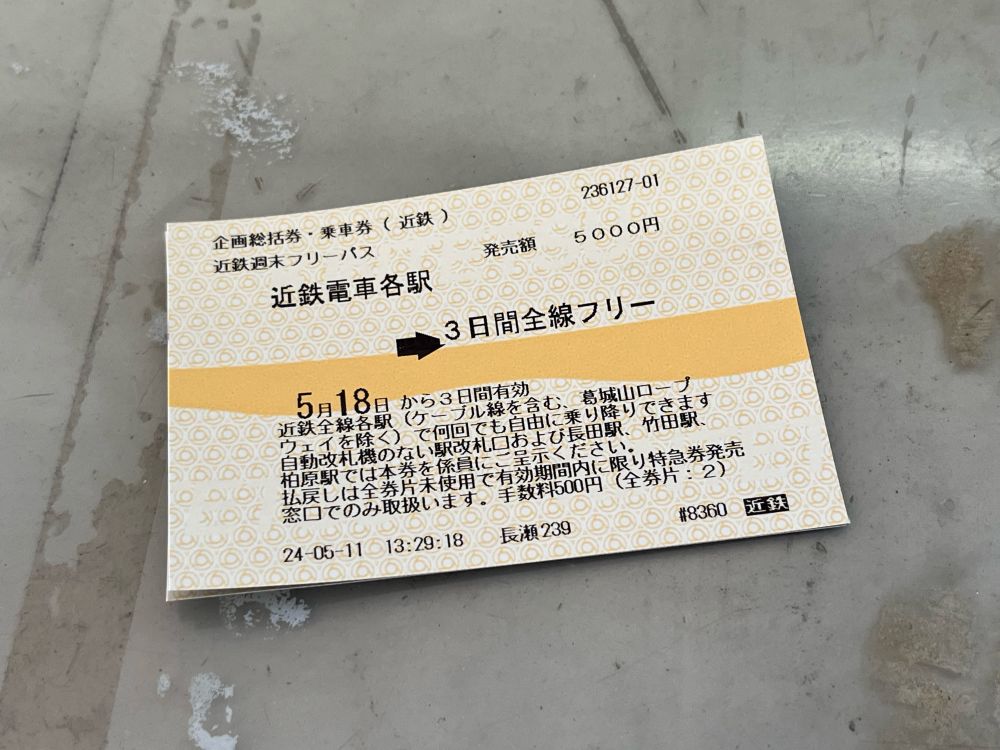 236127-01
企画総括券・乗車券（近鉄）
近鉄週末フリーパス 発売額 ５０００円
近鉄電車各駅
➡３日間全線フリー
5月18日 から３日間有効
近鉄全線各駅（ケーブル線を含む、葛城山ロープ
ウェイを除く）で何回でも自由に乗り降りできます
自動改札機のない駅改札口および長田駅、竹田駅、
柏原駅では本券を係員にご呈示ください。
払戻しは全券片未使用で有効期間内に限り特急券発売
窓口でのみ取扱います。手数料500円（全券片：２）
24-05-11 13:29:18 長瀬239 #8360 近鉄